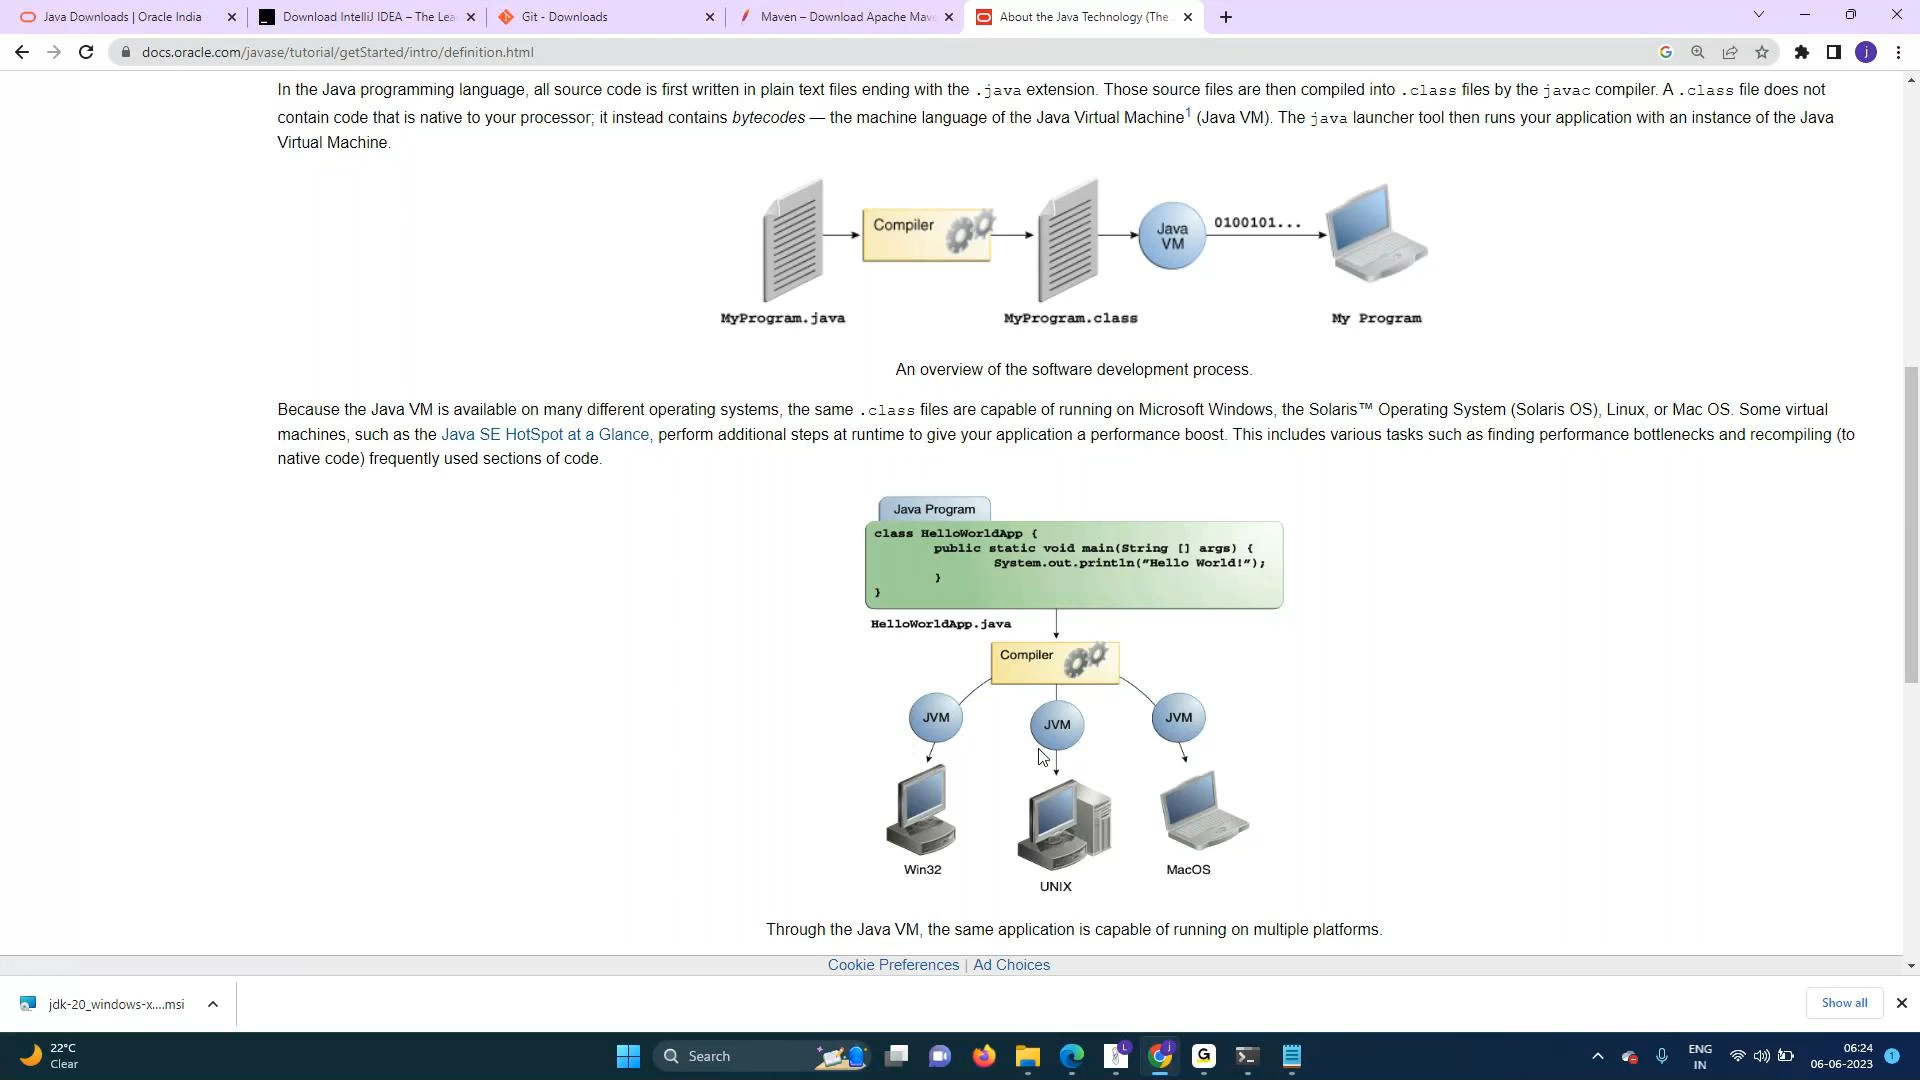 Java Downloads | Oracle India
Download IntelliJ IDEA – The Lea
Git - Downloads
Maven – Download Apache Mav
About the Java Technology (The
docs.oracle.com/javase/tutorial/getStarted/intro/definition.html
j
In the Java programming language, all source code is first written in plain text files ending with the .java extension. Those source files are then compiled into .class files by the javac compiler. A .class file does not
contain code that is native to your processor; it instead contains bytecodes — the machine language of the Java Virtual Machine1 (Java VM). The java launcher tool then runs your application with an instance of the Java
Virtual Machine.
Compiler
Java
VM
0100101...
MyProgram.java
MyProgram.class
My Program
An overview of the software development process.
Because the Java VM is available on many different operating systems, the same .class files are capable of running on Microsoft Windows, the Solaris™ Operating System (Solaris OS), Linux, or Mac OS. Some virtual
machines, such as the Java SE HotSpot at a Glance, perform additional steps at runtime to give your application a performance boost. This includes various tasks such as finding performance bottlenecks and recompiling (to
native code) frequently used sections of code.
Java Program
class HelloWorldApp {
public static void main(String [] args) {
System.out.println(”Hello World!”);
}
}
HelloWorldApp.java
Compiler
JVM
JVM
JVM
Win32
UNIX
MacOS
Through the Java VM, the same application is capable of running on multiple platforms.
Cookie Preferences | Ad Choices
jdk-20_windows-x....msi
Show all
22°C
Clear
Search
L
j
G
ENG
IN
06:24
06-06-2023
1